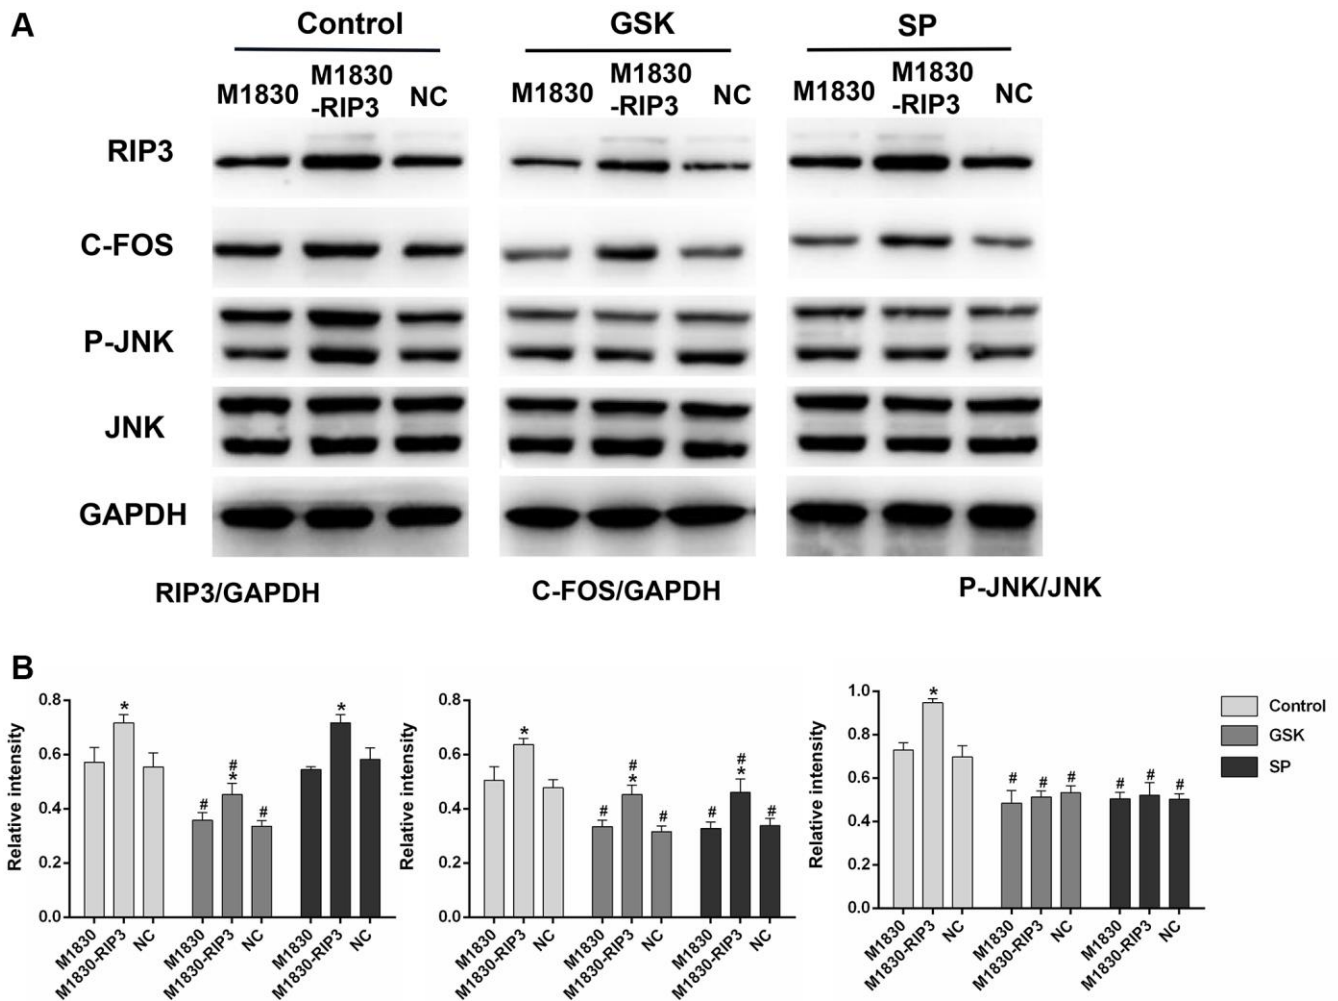 A
Control GSK SP
M1830 M1830 -RIP3 NC M1830 M1830 -RIP3 NC M1830 M1830 -RIP3 NC
RIP3
C-FOS
P-JNK
JNK
GAPDH
RIP3/GAPDH C-FOS/GAPDH P-JNK/JNK
B
Relative intensity
0.8
0.6
0.4
0.2
0.0
* # # * # *
M1830 M1830-RIP3 NC M1830 M1830-RIP3 NC M1830 M1830-RIP3 NC
Relative intensity
0.8
0.6
0.4
0.2
0.0
* # # * # # # * #
M1830 M1830-RIP3 NC M1830 M1830-RIP3 NC M1830 M1830-RIP3 NC
Relative intensity
1.0
0.8
0.6
0.4
0.2
0.0
* # # # # # #
M1830 M1830-RIP3 NC M1830 M1830-RIP3 NC M1830 M1830-RIP3 NC
Control
GSK
SP